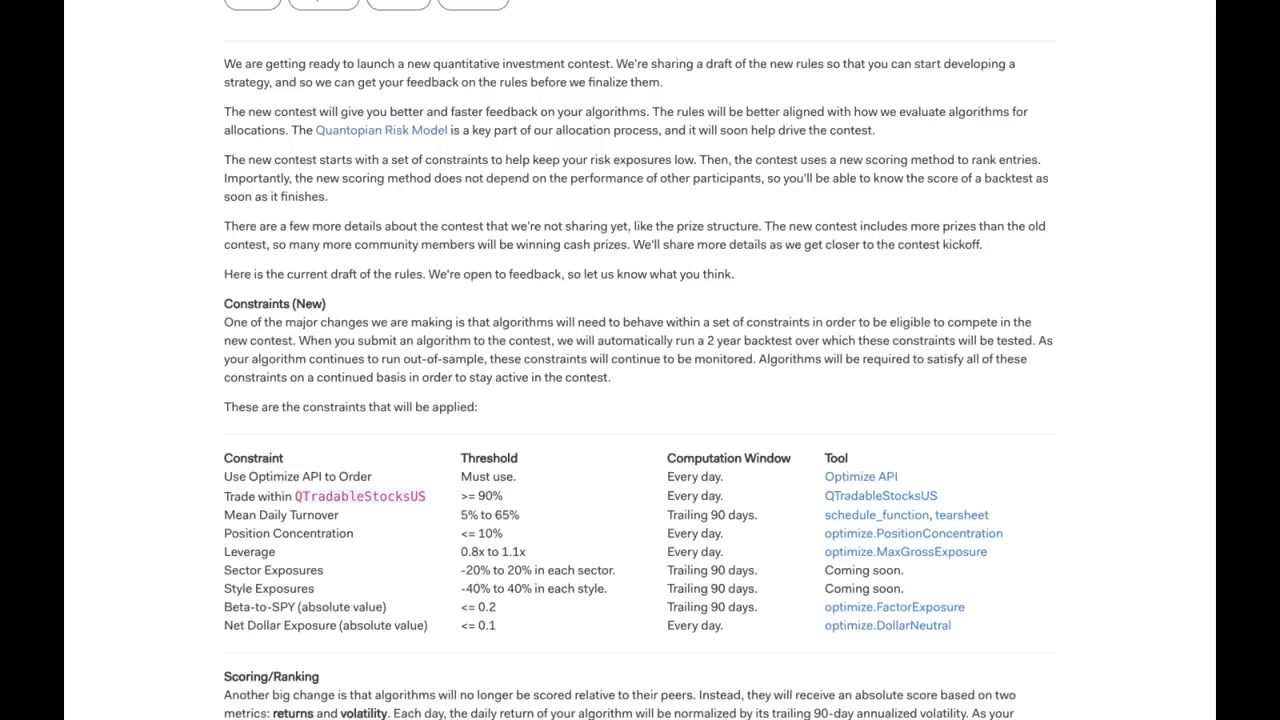 We are getting ready to launch a new quantitative investment contest. We're sharing a draft of the new rules so that you can start developing a
strategy, and so we can get your feedback on the rules before we finalize them.
The new contest will give you better and faster feedback on your algorithms. The rules will be better aligned with how we evaluate algorithms for
allocations. The Quantopian Risk Model is a key part of our allocation process, and it will soon help drive the contest.
The new contest starts with a set of constraints to help keep your risk exposures low. Then, the contest uses a new scoring method to rank entries.
Importantly, the new scoring method does not depend on the performance of other participants, so you'll be able to know the score of a backtest as
soon as it finishes.
There are a few more details about the contest that we're not sharing yet, like the prize structure. The new contest includes more prizes than the old
contest, so many more community members will be winning cash prizes. We'll share more details as we get closer to the contest kickoff.
Here is the current draft of the rules. We're open to feedback, so let us know what you think.
Constraints (New)
One of the major changes we are making is that algorithms will need to behave within a set of constraints in order to be eligible to compete in the
new contest. When you submit an algorithm to the contest, we will automatically run a 2 year backtest over which these constraints will be tested. As
your algorithm continues to run out-of-sample, these constraints will continue to be monitored. Algorithms will be required to satisfy all of these
constraints on a continued basis in order to stay active in the contest.
These are the constraints that will be applied:
Constraint Threshold Computation Window Tool
Use Optimize API to Order Must use. Every day. Optimize API
Trade within QTradableStocksUS >= 90% Every day. QTradableStocksUS
Mean Daily Turnover 5% to 65% Trailing 90 days. schedule_function, tearsheet
Position Concentration <= 10% Every day. optimize.PositionConcentration
Leverage 0.8x to 1.1x Every day. optimize.MaxGrossExposure
Sector Exposures -20% to 20% in each sector. Trailing 90 days. Coming soon.
Style Exposures -40% to 40% in each style. Trailing 90 days. Coming soon.
Beta-to-SPY (absolute value) <= 0.2 Trailing 90 days. optimize.FactorExposure
Net Dollar Exposure (absolute value) <= 0.1 Every day. optimize.DollarNeutral
Scoring/Ranking
Another big change is that algorithms will no longer be scored relative to their peers. Instead, they will receive an absolute score based on two
metrics: returns and volatility. Each day, the daily return of your algorithm will be normalized by its trailing 90-day annualized volatility. As your